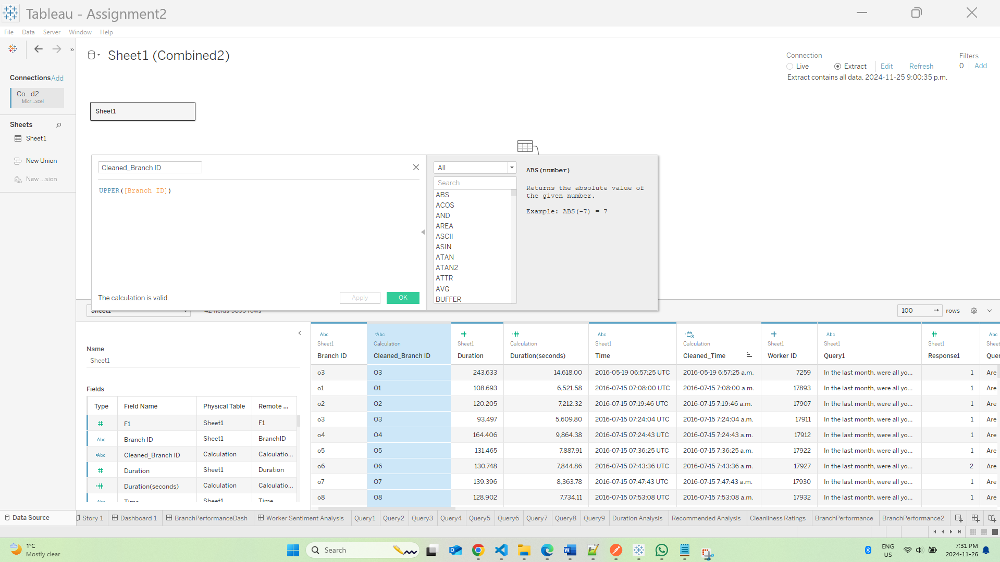 Tableau - Assignment2
File Data Server Window Help
Sheet1 (Combined2)
Connection
Live Extract Edit Refresh
Extract contains all data. 2024-11-25 9:00:35 p.m.
Filters
0 Add
Connections Add
Co...d2
Micr...xcel
Sheets
Sheet1
New Union
New ...sion
Sheet1
Cleaned_Branch ID
UPPER([Branch ID])
The calculation is valid.
Apply OK
All
Search
ABS
ACOS
AND
AREA
ASCII
ASIN
ATAN
ATAN2
ATTR
AVG
BUFFER
ABS(number)
Returns the absolute value of
the given number.
Example: ABS(-7) = 7
Sheet1 42 fields 3855 rows 100 rows
Name
Sheet1
Fields
Type Field Name Physical Table Remote ...
# F1 Sheet1 F1
Abc Branch ID Sheet1 BranchID
=Abc Cleaned_Branch ID Calculation Calculatio...
# Duration Sheet1 Duration
=# Duration(seconds) Calculation Calculatio...
Abc Time Sheet1 Time
Abc =Abc # =# Abc # Abc # Abc
Sheet1 Calculation Sheet1 Calculation Sheet1 Calculation Sheet1 Sheet1 Sheet1 Sheet
Branch ID Cleaned_Branch ID Duration Duration(seconds) Time Cleaned_Time Worker ID Query1 Response1 Quer
o3 O3 243.633 14,618.00 2016-05-19 06:57:25 UTC 2016-05-19 6:57:25 a.m. 7259 In the last month, were all yo... 1 Are
o1 O1 108.693 6,521.58 2016-07-15 07:08:00 UTC 2016-07-15 7:08:00 a.m. 17893 In the last month, were all yo... 1 Are
o2 O2 120.205 7,212.32 2016-07-15 07:19:46 UTC 2016-07-15 7:19:46 a.m. 17907 In the last month, were all yo... 1 Are
o3 O3 93.497 5,609.80 2016-07-15 07:24:04 UTC 2016-07-15 7:24:04 a.m. 17911 In the last month, were all yo... 1 Are
o4 O4 164.406 9,864.38 2016-07-15 07:24:43 UTC 2016-07-15 7:24:43 a.m. 17912 In the last month, were all yo... 1 Are
o5 O5 131.465 7,887.91 2016-07-15 07:36:25 UTC 2016-07-15 7:36:25 a.m. 17922 In the last month, were all yo... 1 Are
o6 O6 130.748 7,844.86 2016-07-15 07:43:36 UTC 2016-07-15 7:43:36 a.m. 17927 In the last month, were all yo... 2 Are
o7 O7 139.396 8,363.78 2016-07-15 07:47:43 UTC 2016-07-15 7:47:43 a.m. 17930 In the last month, were all yo... 1 Are
o8 O8 128.902 7,734.11 2016-07-15 07:53:08 UTC 2016-07-15 7:53:08 a.m. 17932 In the last month, were all yo... 1 Are
Data Source Story 1 Dashboard 1 BranchPerformanceDash Worker Sentiment Analysis Query1 Query2 Query3 Query4 Query5 Query6 Query7 Query8 Query9 Duration Analysis Recommended Analysis Cleanliness Ratings BranchPerformance BranchPerformance2
1°C
Mostly clear
Search
ENG
US
7:31 PM
2024-11-26